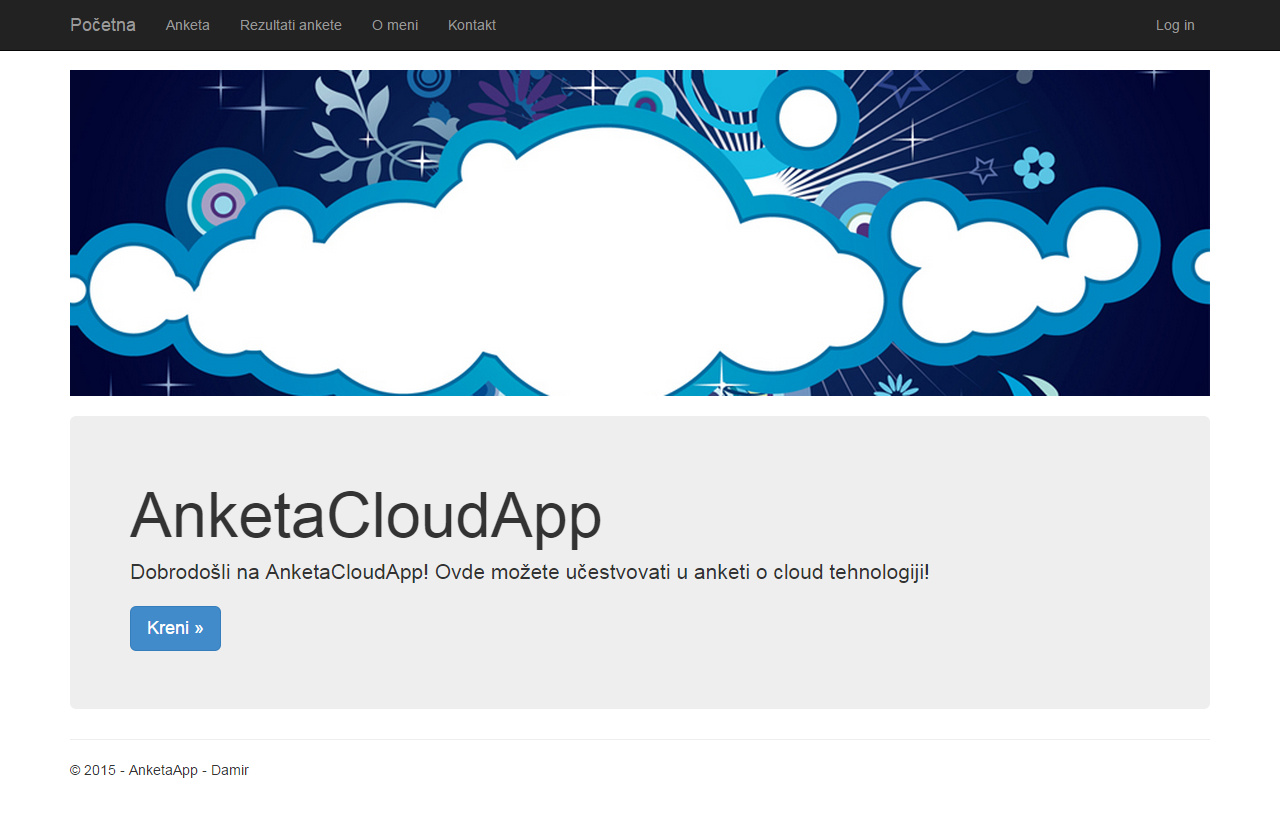 Početna Anketa Rezultati ankete O meni Kontakt Log in
AnketaCloudApp
Dobrodošli na AnketaCloudApp! Ovde možete učestvovati u anketi o cloud tehnologiji!
Kreni »
© 2015 - AnketaApp - Damir